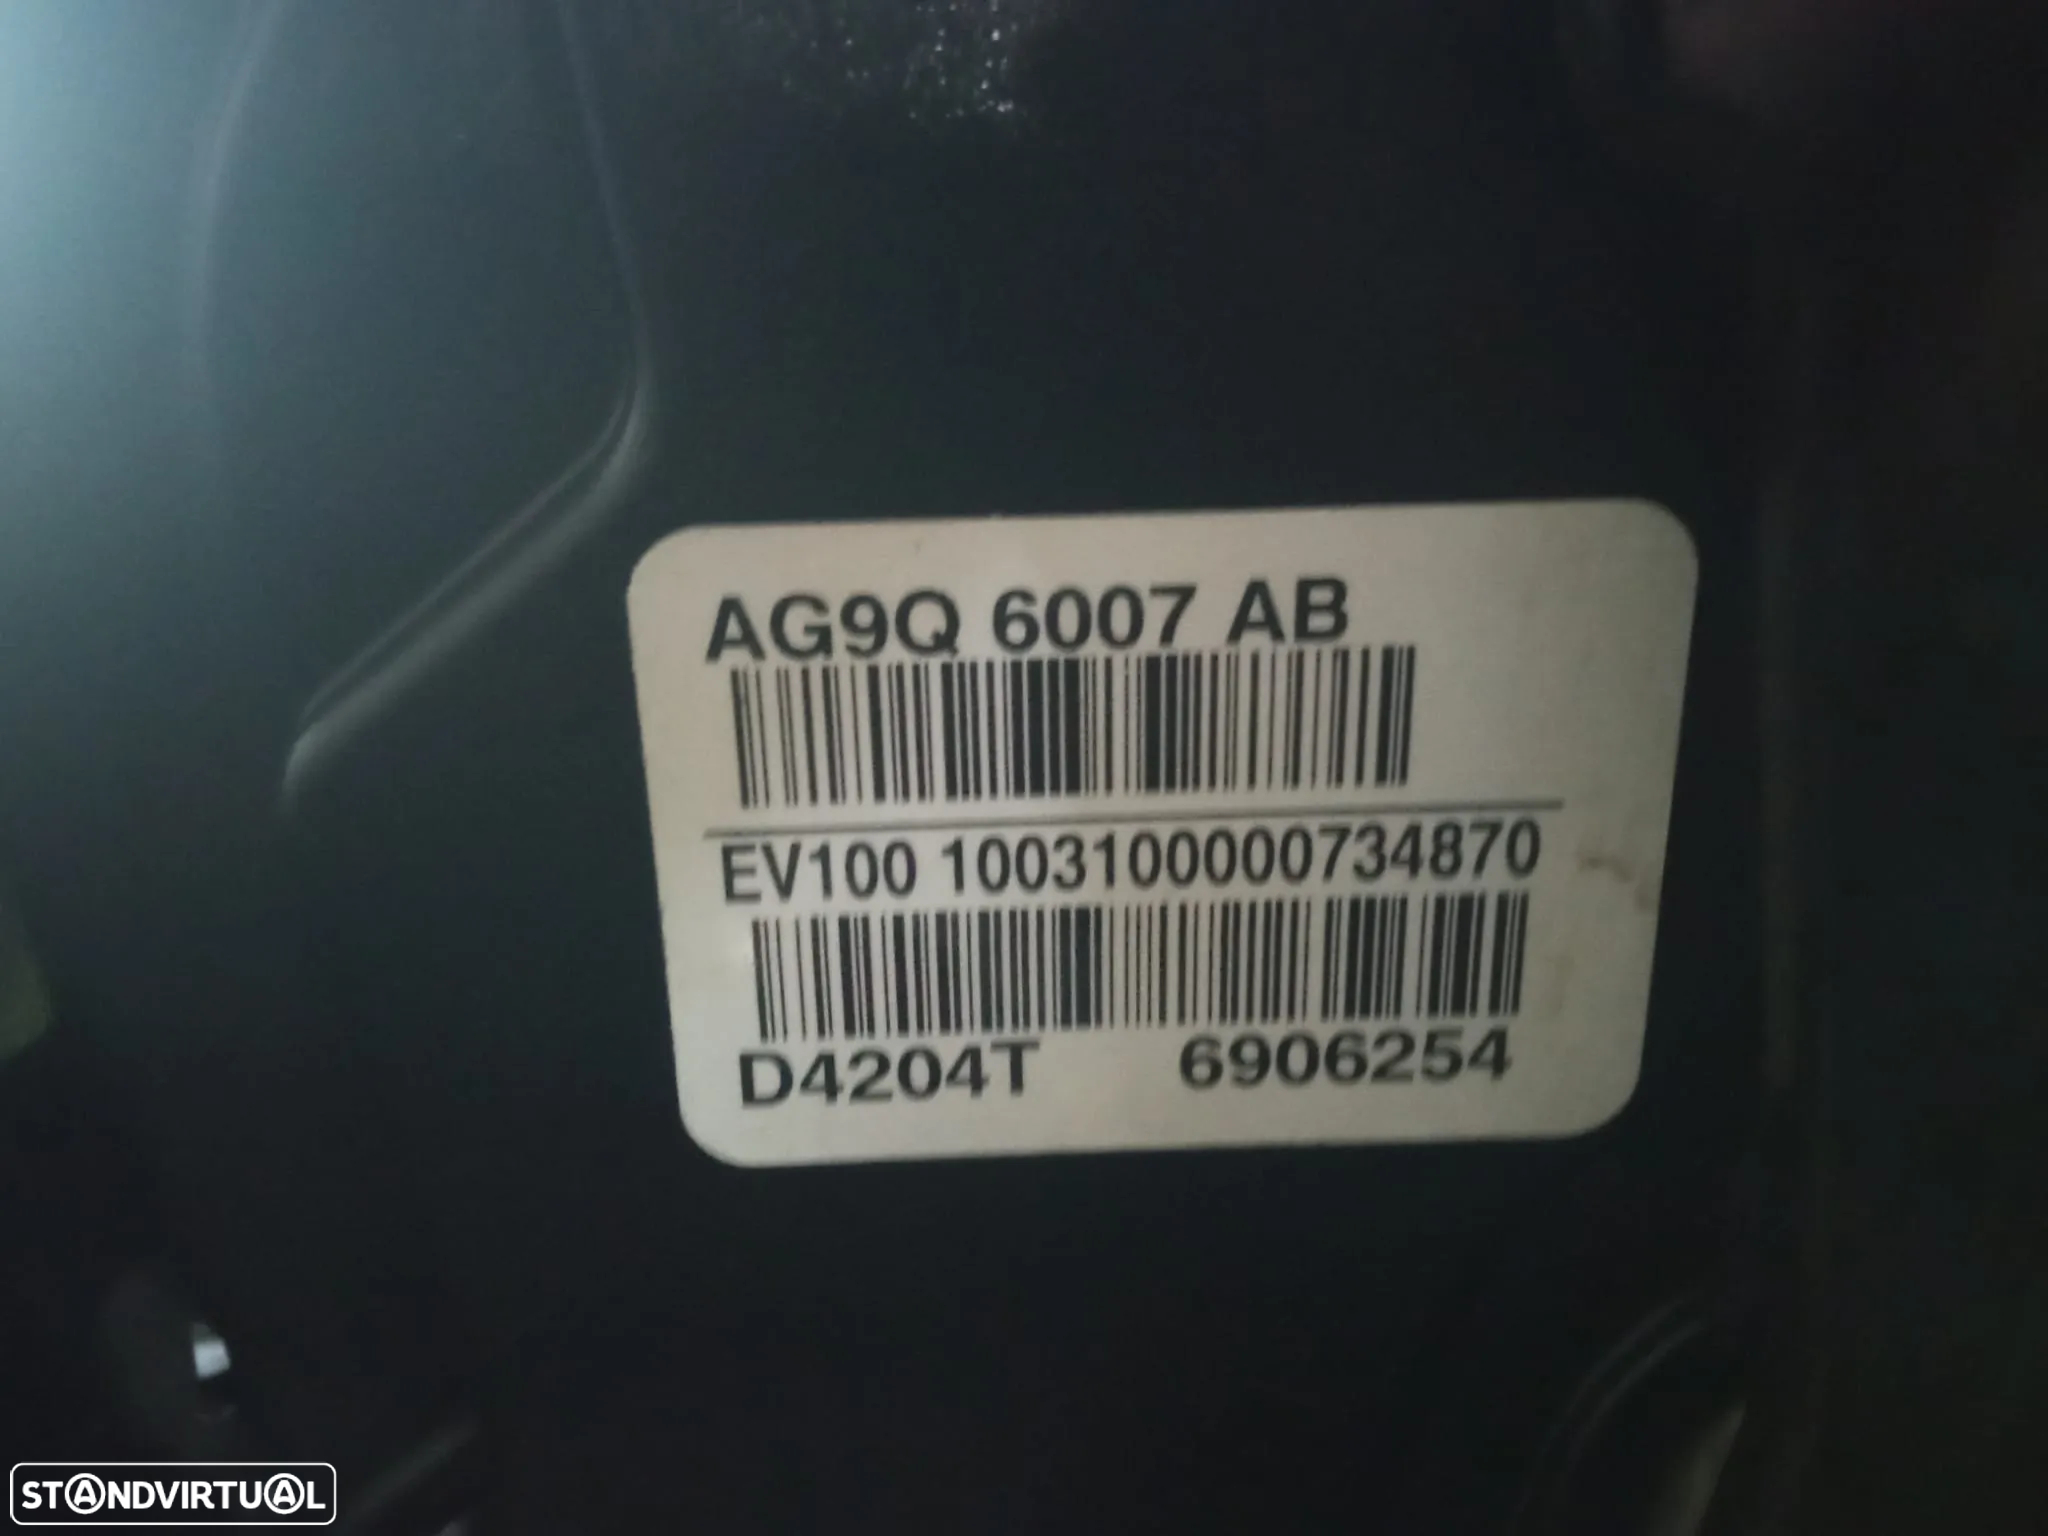 AG9Q 6007 AB
EV100 1003100000734870
D4204T 6906254
STANDVIRTUAL